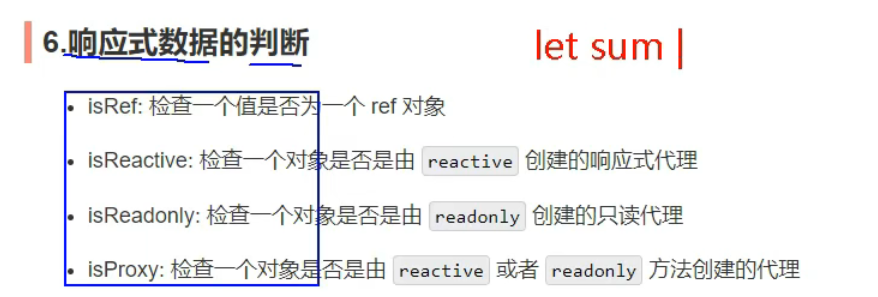 6.响应式数据的判断
let sum
isRef: 检查一个值是否为一个 ref 对象
isReactive: 检查一个对象是否是由 reactive 创建的响应式代理
isReadonly: 检查一个对象是否是由 readonly 创建的只读代理
isProxy: 检查一个对象是否是由 reactive 或者 readonly 方法创建的代理